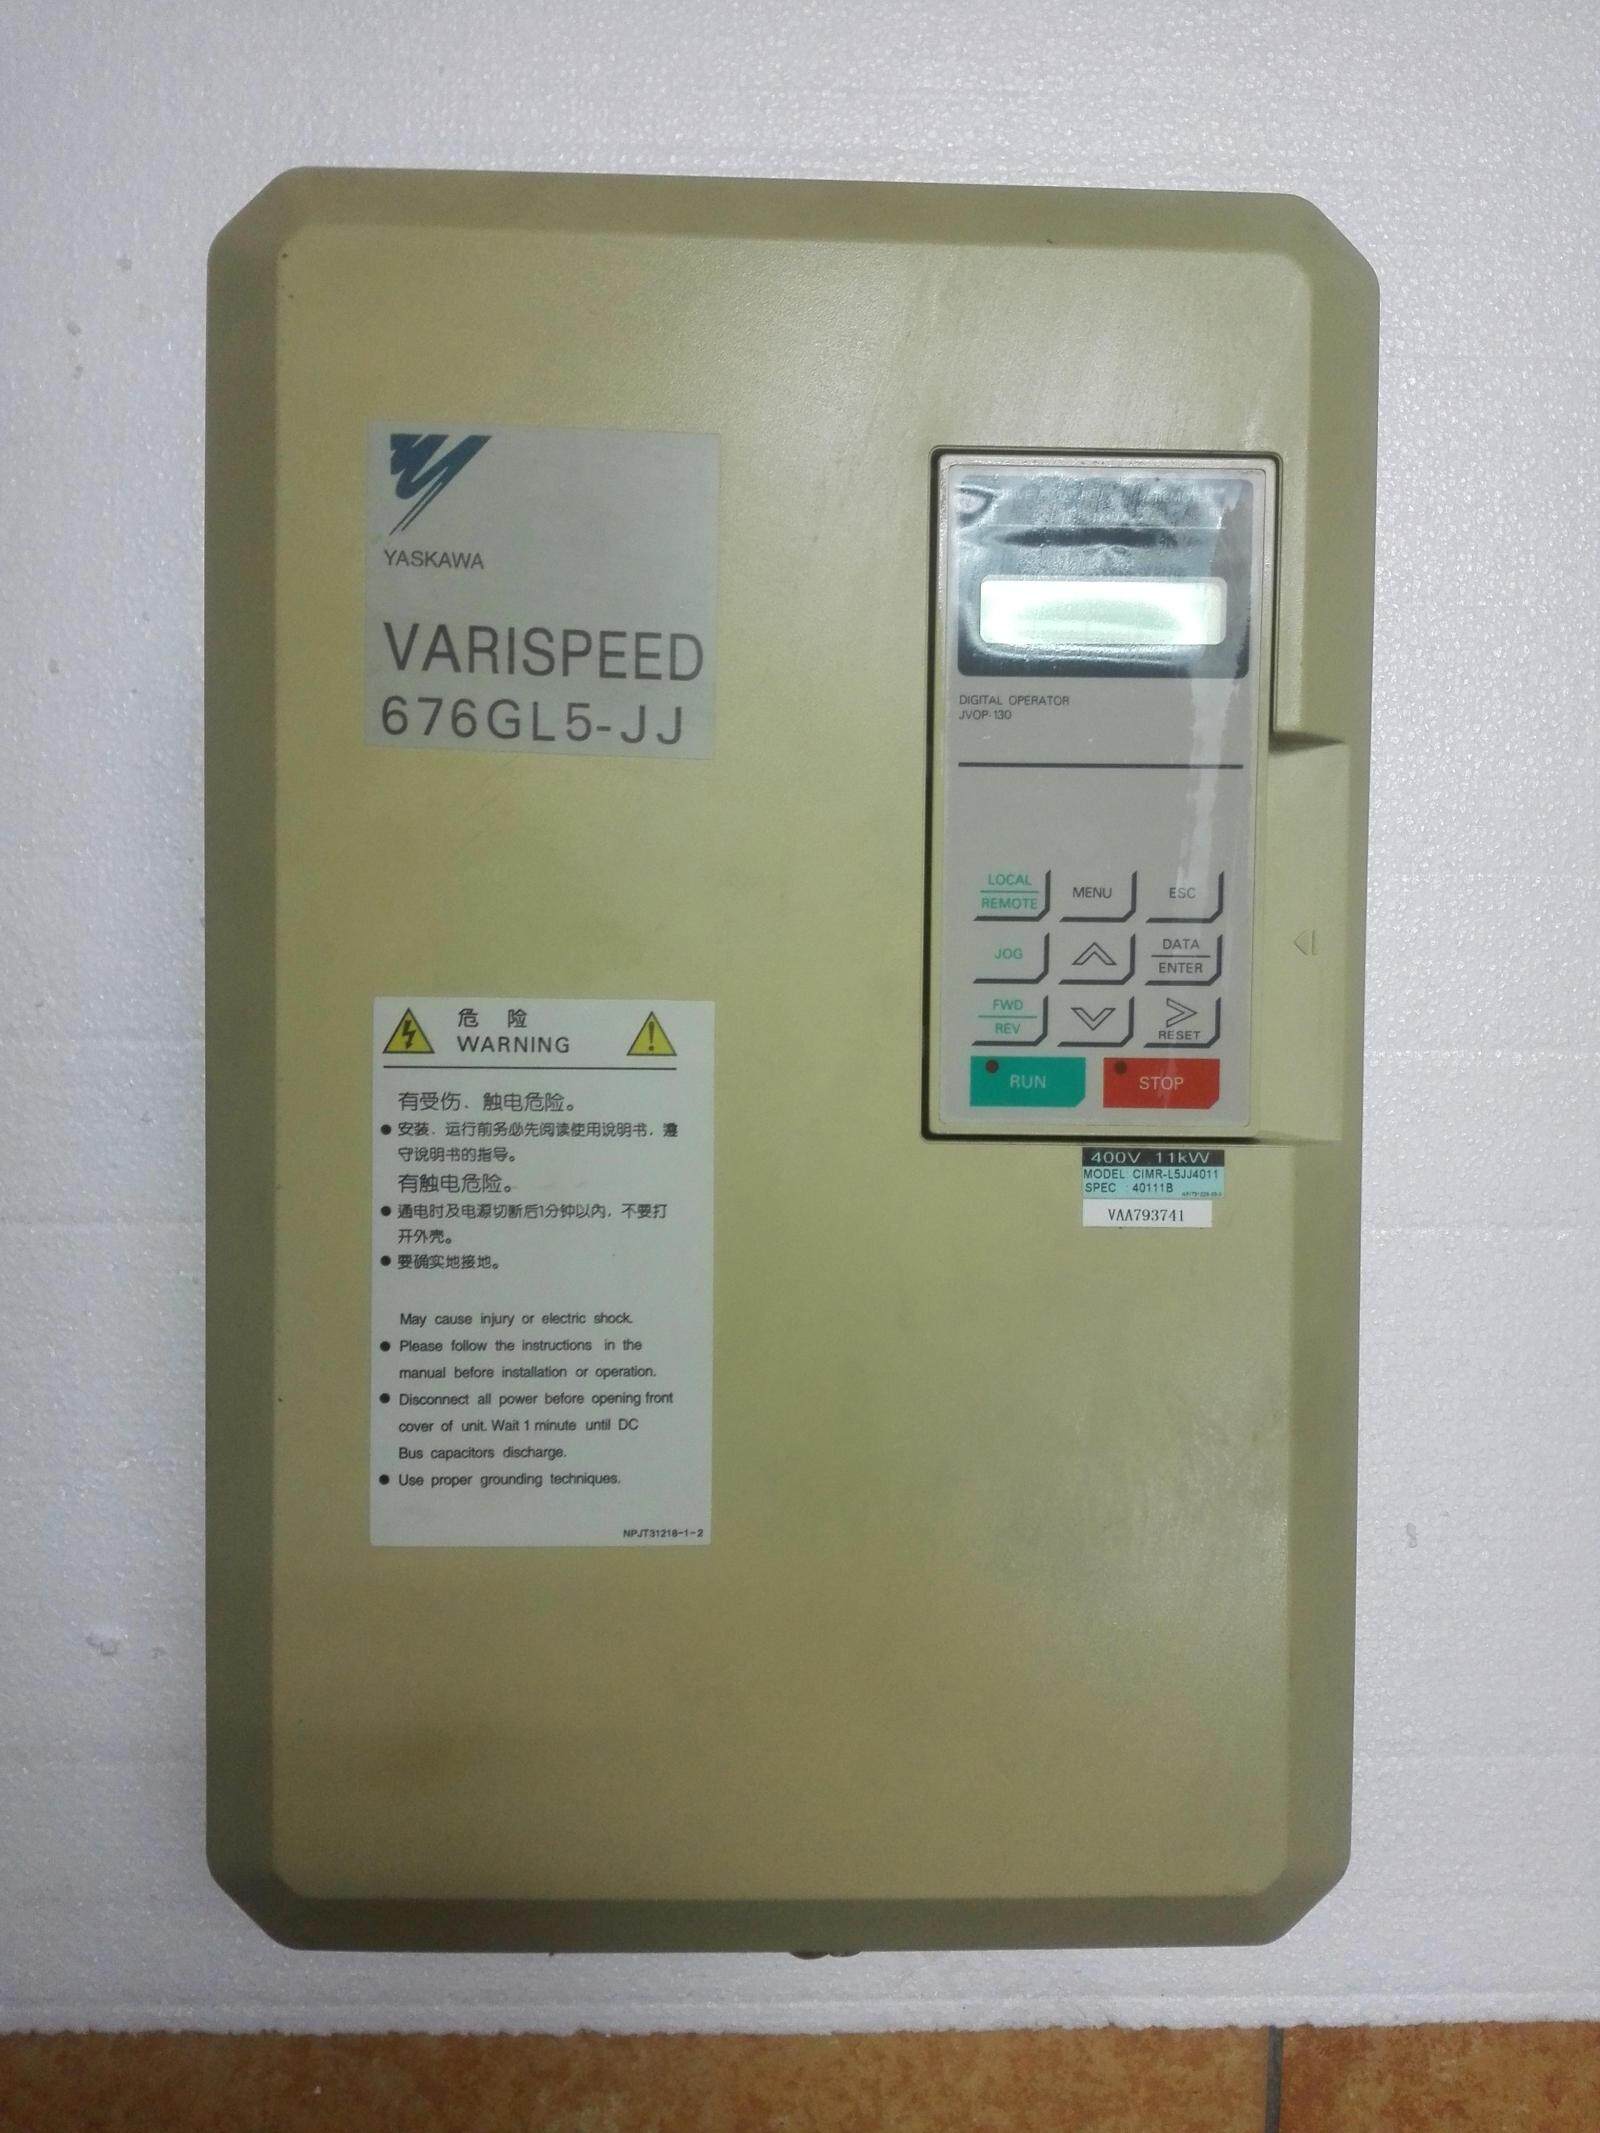 YASKAWA
VARISPEED
676GL5-JJ
REMOTE
DIGITAL OPERATOR
JVOP-130
LOCAL
REMOTE
MENU
ESC
JOG
DATA
ENTER
FWD
REV
RESET
RUN
STOP
400V 11kW
MODEL CIMR-L5JJ4011
SPEC : 40111B
VAA793741
危 险
WARNING
有受伤、触电危险。
● 安装、运行前务必先阅读使用说明书，遵
守说明书的指导。
有触电危险。
● 通电时及电源切断后1分钟以内，不要打
开外壳。
● 要确实地接地。
May cause injury or electric shock.
● Please follow the instructions in the
manual before installation or operation.
● Disconnect all power before opening front
cover of unit. Wait 1 minute until DC
Bus capacitors discharge.
● Use proper grounding techniques.
NPJT31218-1-2